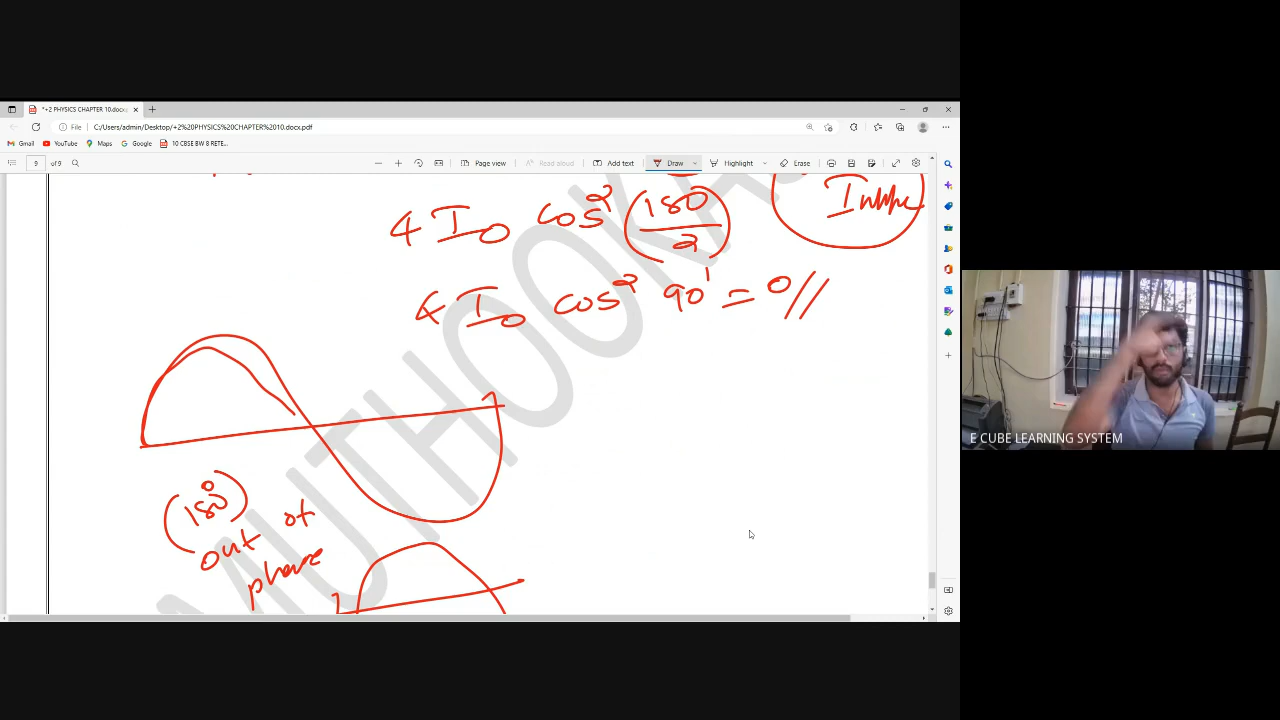 *+2 PHYSICS CHAPTER 10.docx.p
File C:/Users/admin/Desktop/+2%20PHYSICS%20CHAPTER%2010.docx.pdf
Gmail YouTube Maps Google 10 CBSE BW 8 RETE...
9 of 9 Page view Read aloud Add text Draw Highlight Erase
4 I0 cos² (180/2)
4 I0 cos² 90° = 0//
(180°)
out of
phase
E CUBE LEARNING SYSTEM